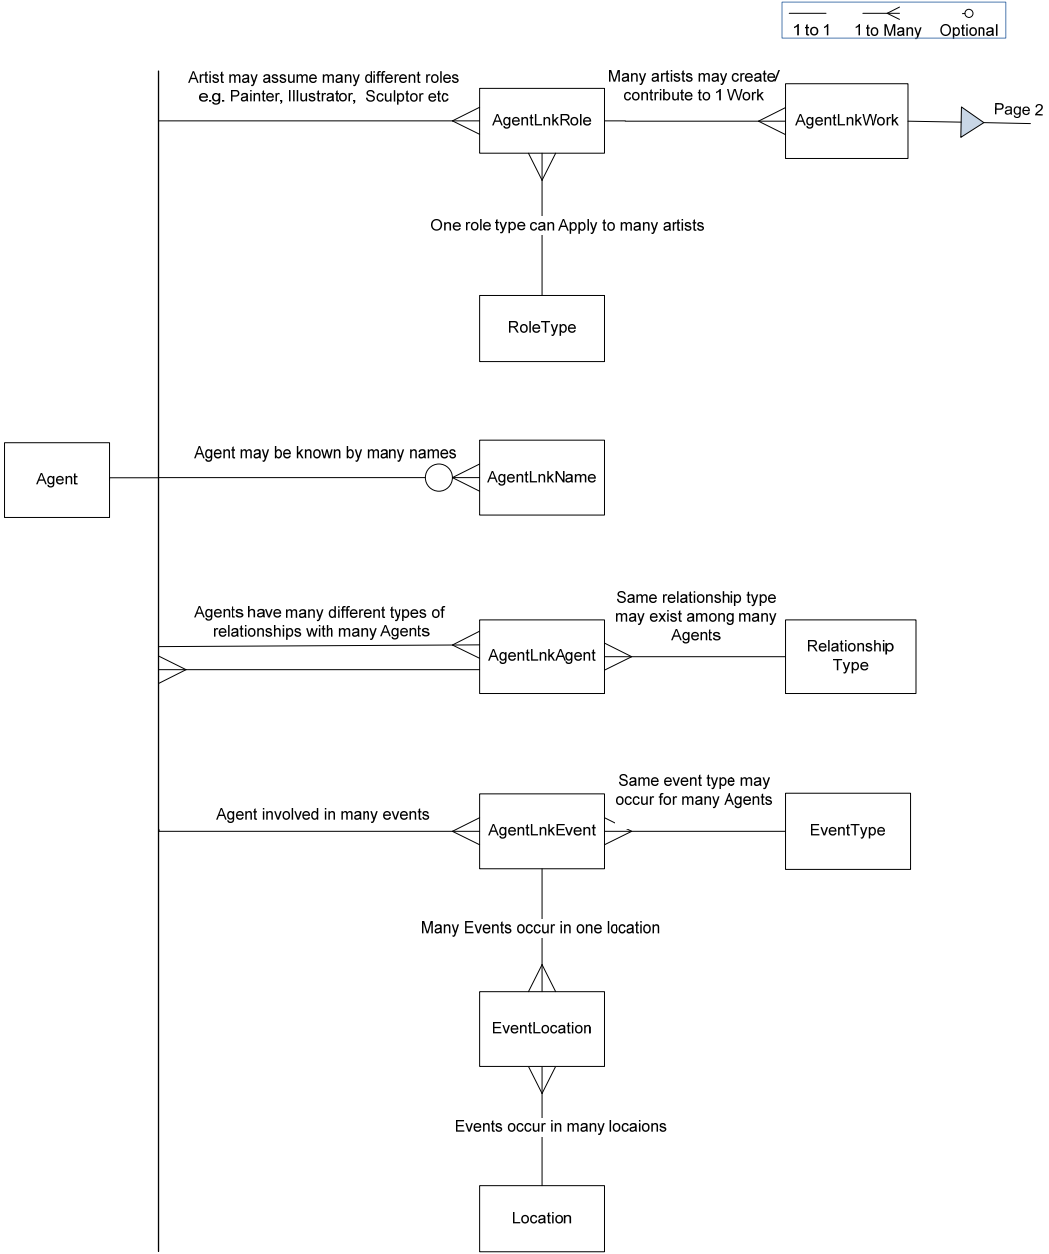 1 to 1
1 to Many
Optional
Artist may assume many different roles
e.g. Painter, Illustrator, Sculptor etc
Many artists may create/
contribute to 1 Work
AgentLnkRole
AgentLnkWork
Page 2
One role type can Apply to many artists
RoleType
Agent may be known by many names
Agent
AgentLnkName
Agents have many different types of
relationships with many Agents
Same relationship type
may exist among many
Agents
AgentLnkAgent
Relationship
Type
Same event type may
occur for many Agents
Agent involved in many events
AgentLnkEvent
EventType
Many Events occur in one location
EventLocation
Events occur in many locaions
Location